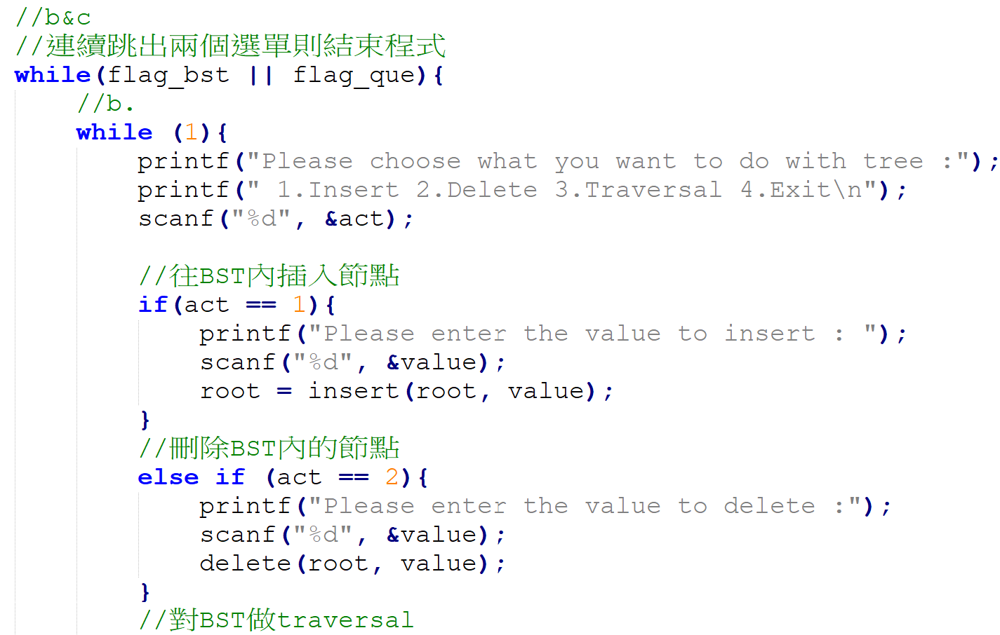 //b&c
//連續跳出兩個選單則結束程式
while(flag_bst || flag_que){
    //b.
    while (1){
        printf("Please choose what you want to do with tree :");
        printf(" 1.Insert 2.Delete 3.Traversal 4.Exit\n");
        scanf("%d", &act);

        //往BST內插入節點
        if(act == 1){
            printf("Please enter the value to insert : ");
            scanf("%d", &value);
            root = insert(root, value);
        }
        //刪除BST內的節點
        else if (act == 2){
            printf("Please enter the value to delete :");
            scanf("%d", &value);
            delete(root, value);
        }
        //對BST做traversal